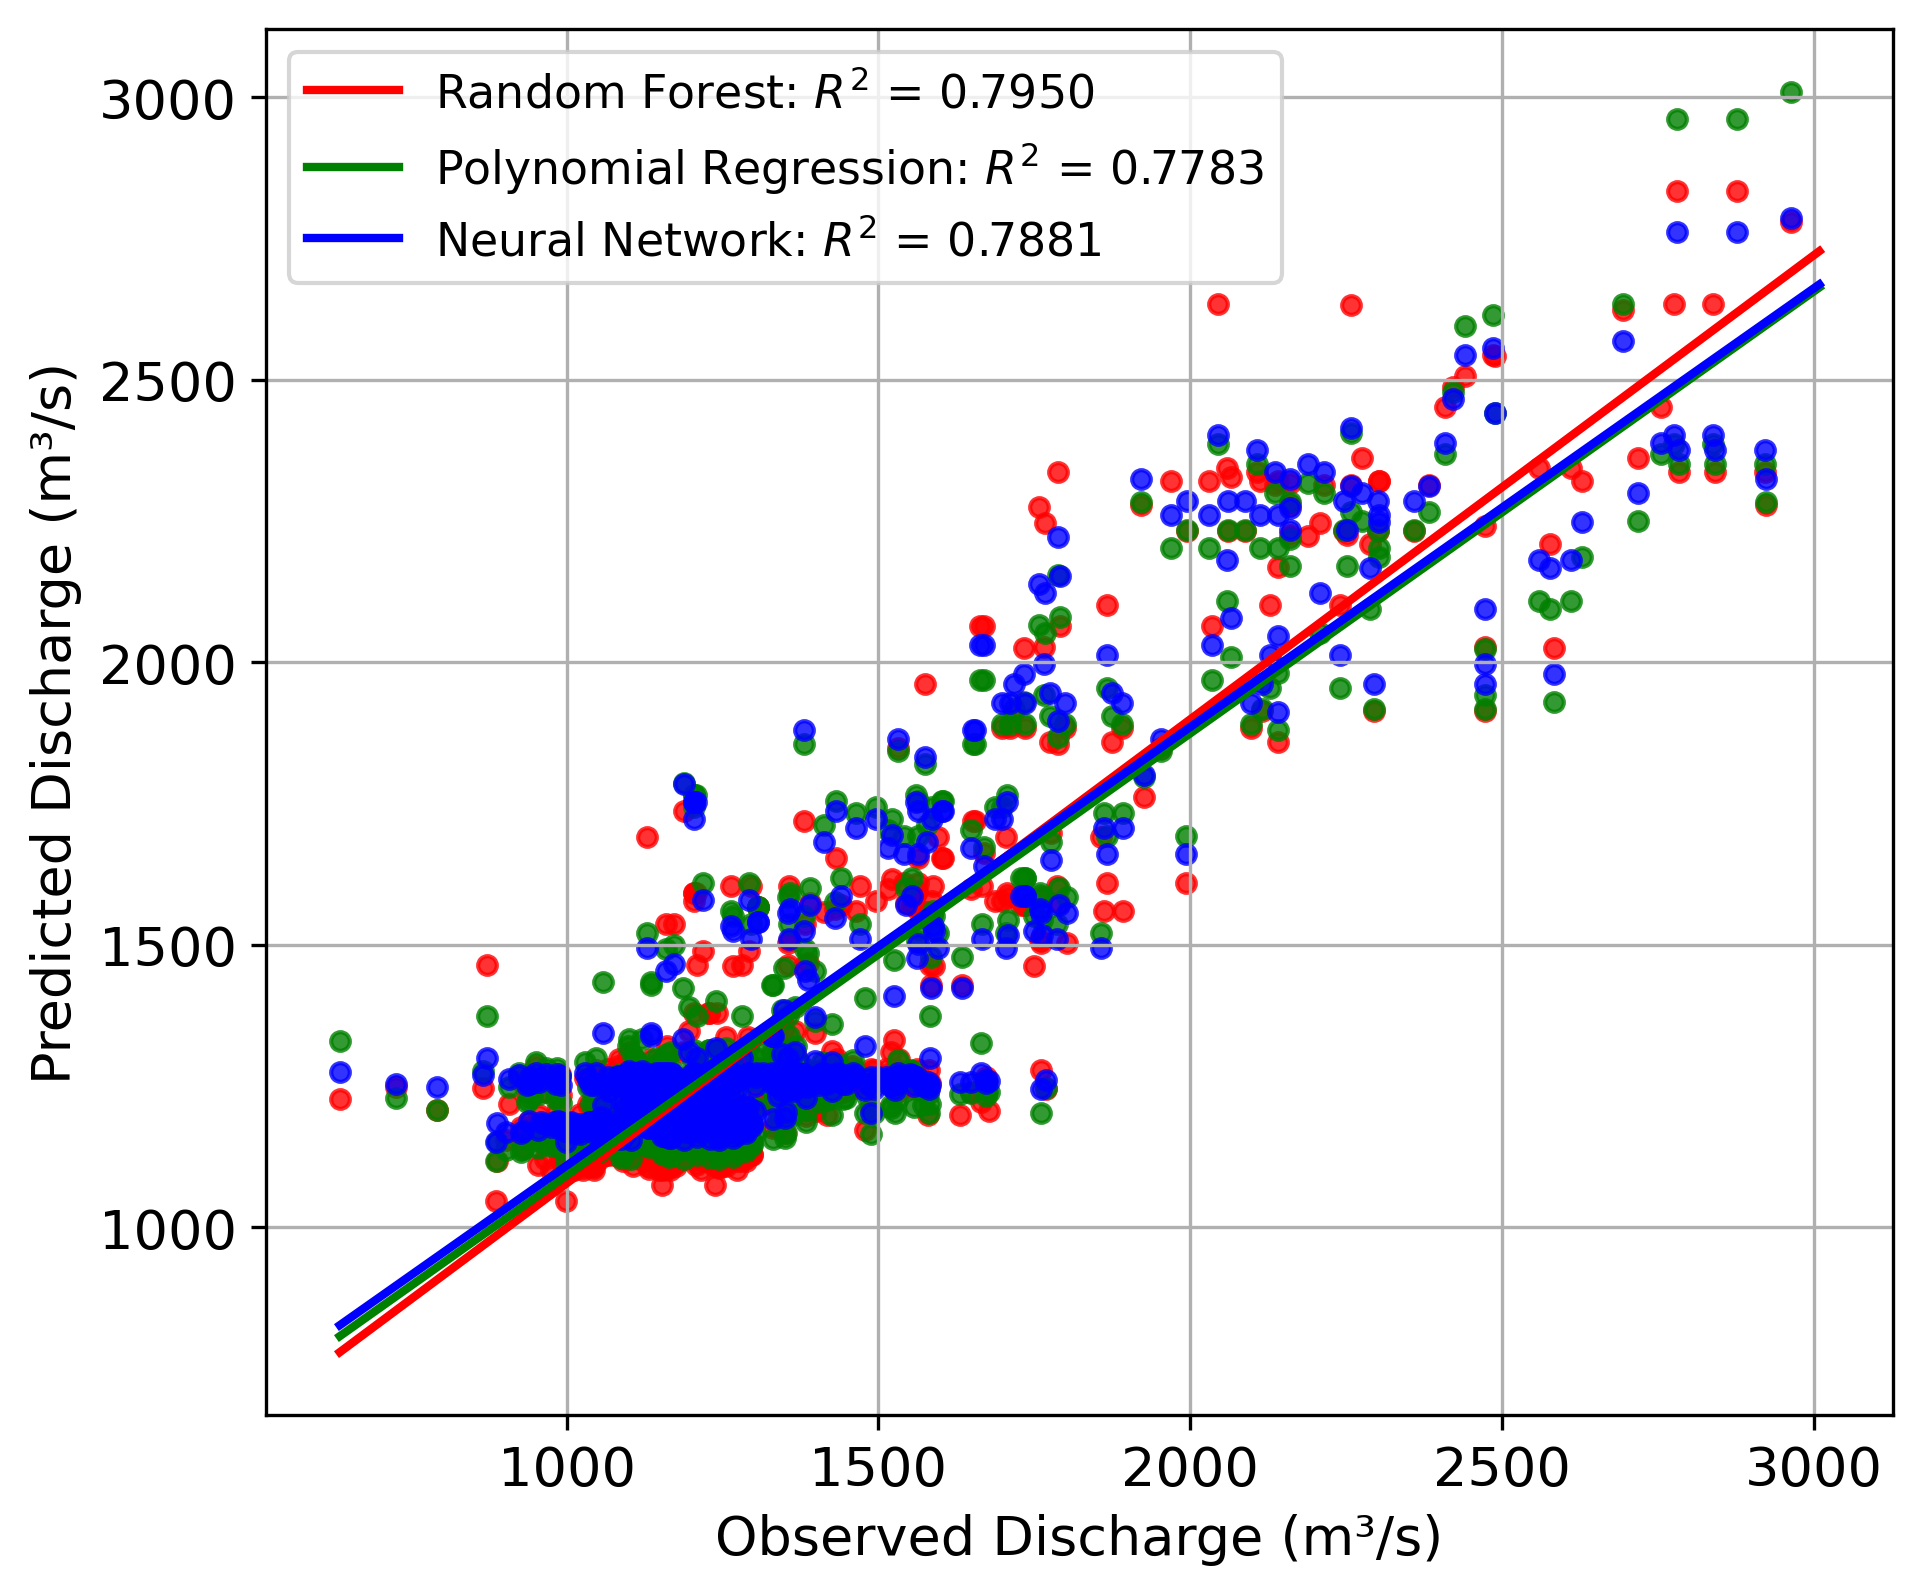 Random Forest: R² = 0.7950
Polynomial Regression: R² = 0.7783
Neural Network: R² = 0.7881
3000
2500
2000
1500
1000
Predicted Discharge (m³/s)
1000 1500 2000 2500 3000
Observed Discharge (m³/s)